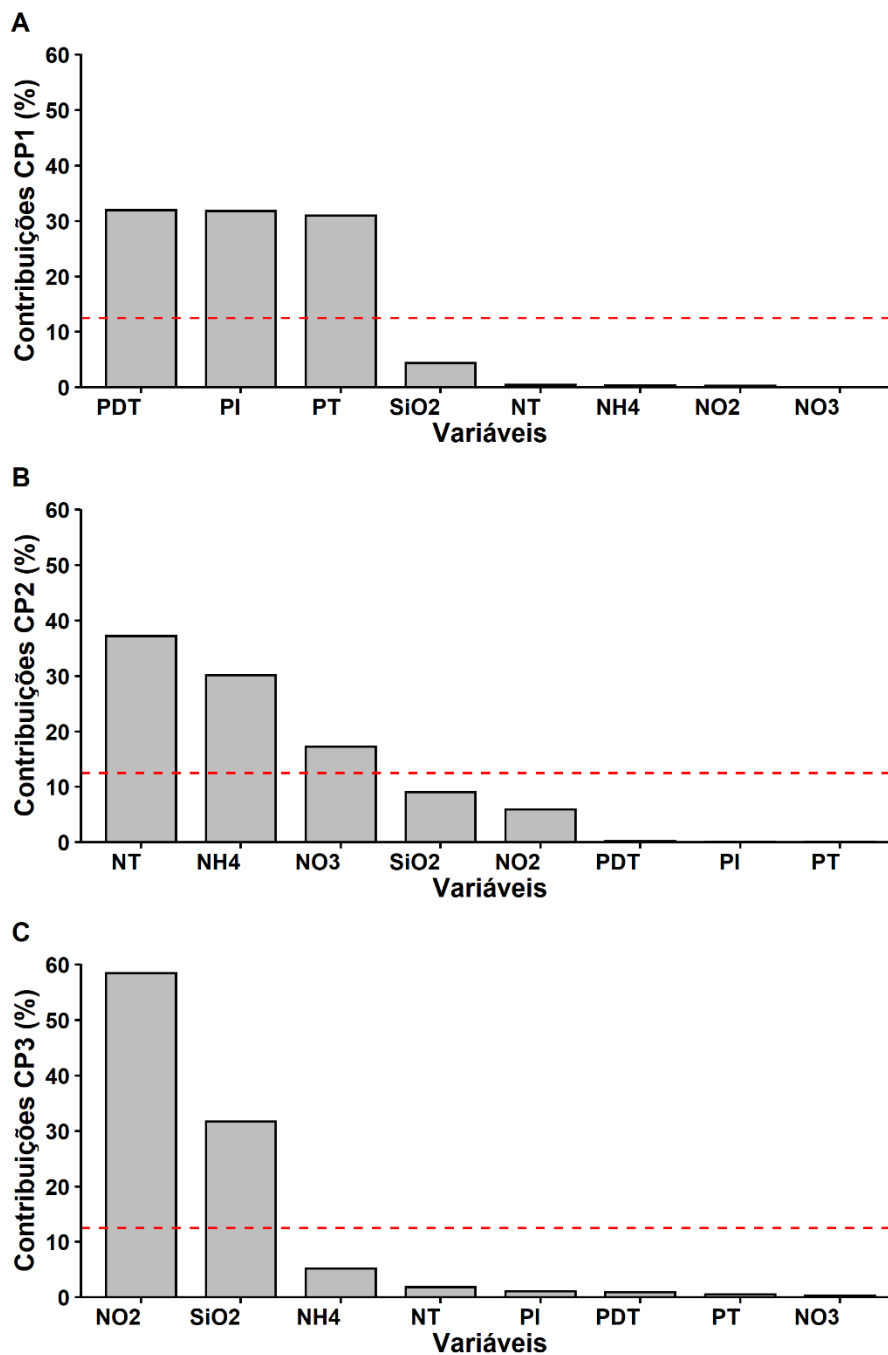 A
Contribuições CP1 (%)
60
50
40
30
20
10
0
PDT PI PT SiO2 NT NH4 NO2 NO3
Variáveis
B
Contribuições CP2 (%)
60
50
40
30
20
10
0
NT NH4 NO3 SiO2 NO2 PDT PI PT
Variáveis
C
Contribuições CP3 (%)
60
50
40
30
20
10
0
NO2 SiO2 NH4 NT PI PDT PT NO3
Variáveis